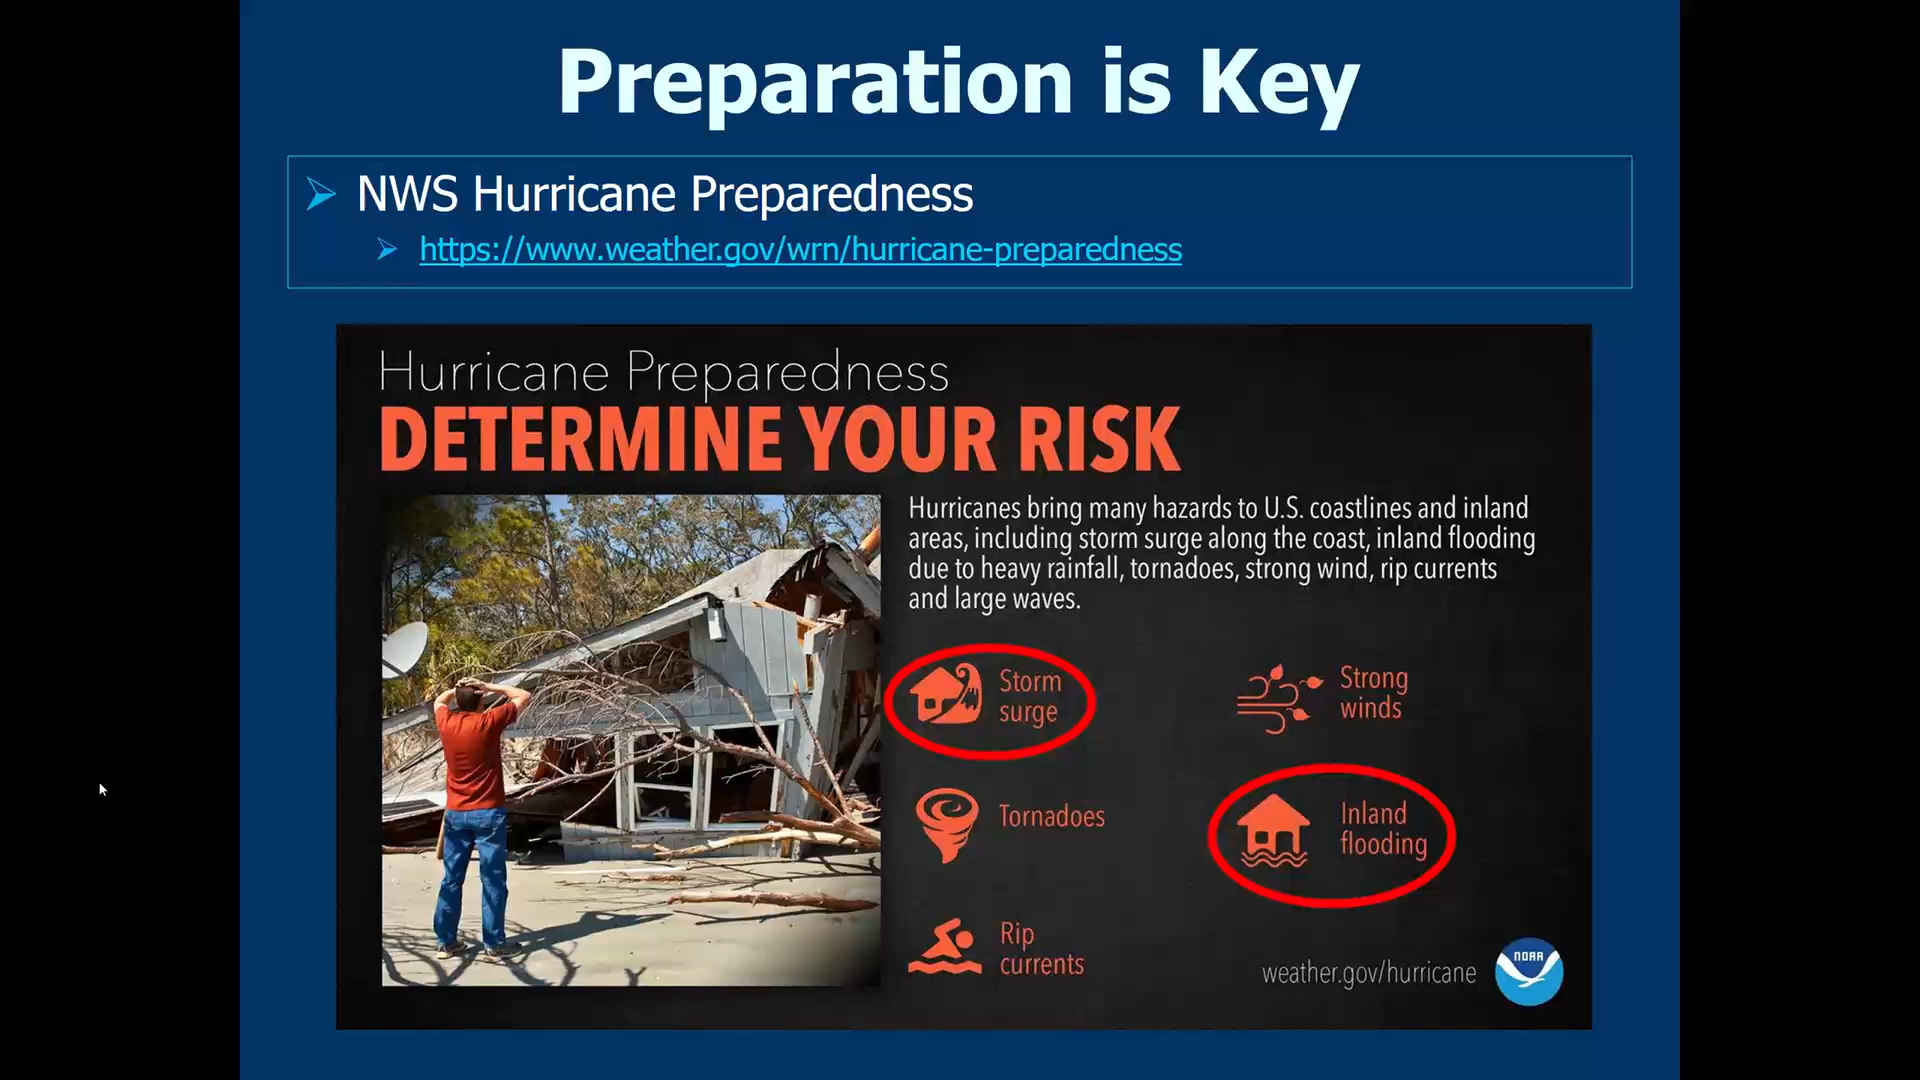 Preparation is Key
NWS Hurricane Preparedness
https://www.weather.gov/wrn/hurricane-preparedness
Hurricane Preparedness
DETERMINE YOUR RISK
Hurricanes bring many hazards to U.S. coastlines and inland
areas, including storm surge along the coast, inland flooding
due to heavy rainfall, tornadoes, strong wind, rip currents
and large waves.
Storm
surge
Strong
winds
Tornadoes
Inland
flooding
Rip
currents
weather.gov/hurricane
NOAA